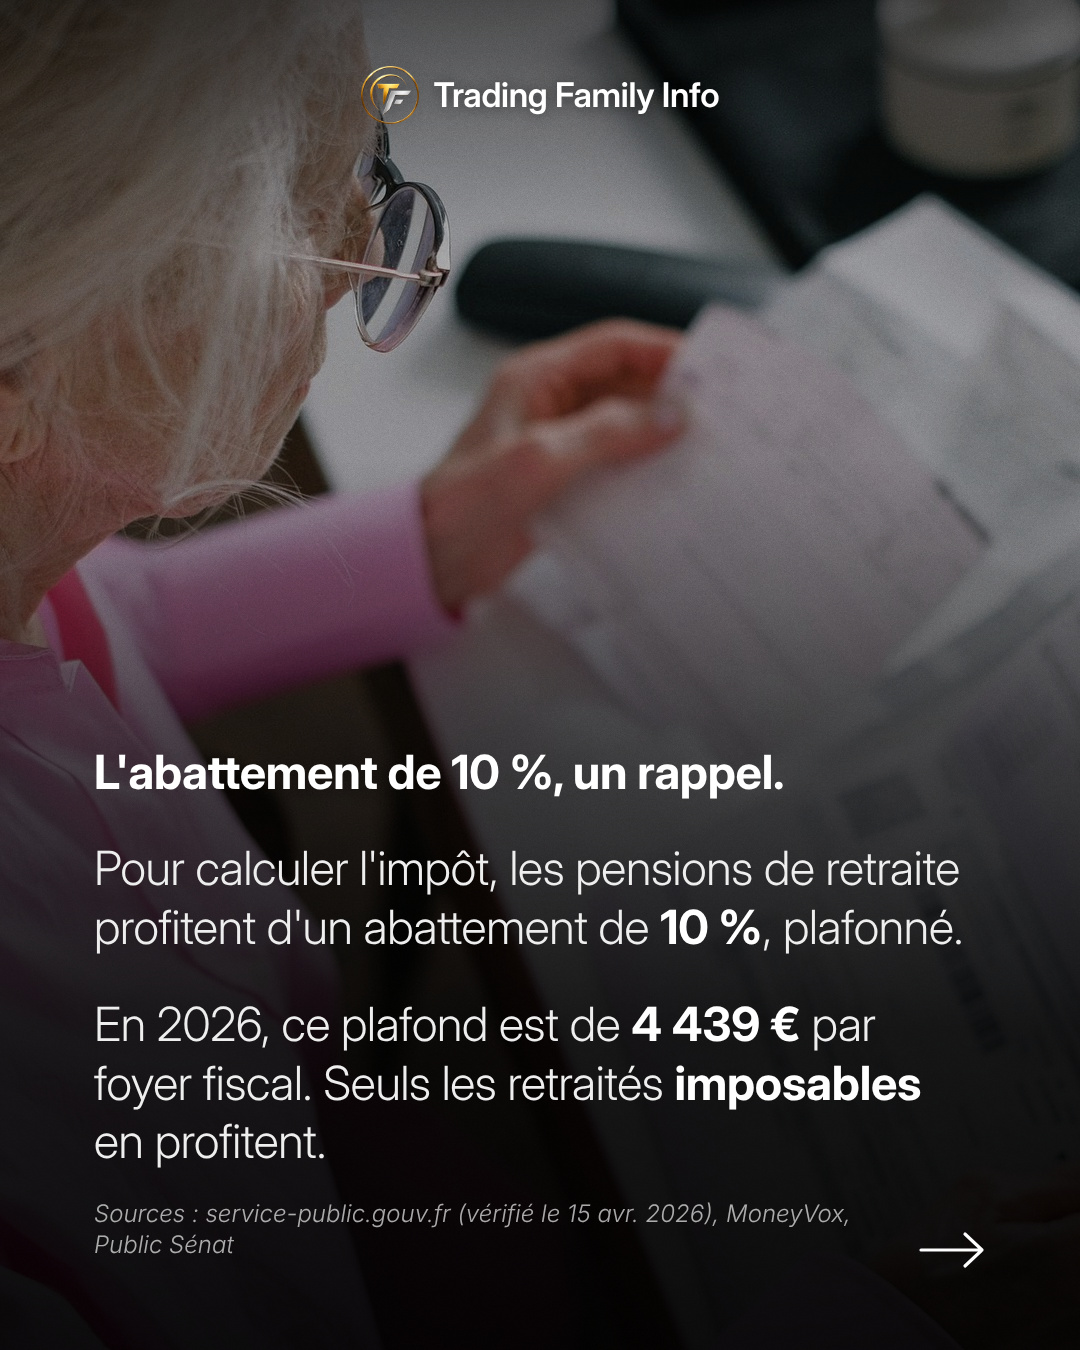 TF Trading Family Info
L'abattement de 10 %, un rappel.
Pour calculer l'impôt, les pensions de retraite
profitent d'un abattement de 10 %, plafonné.
En 2026, ce plafond est de 4 439 € par
foyer fiscal. Seuls les retraités imposables
en profitent.
Sources : service-public.gouv.fr (vérifié le 15 avr. 2026), MoneyVox,
Public Sénat